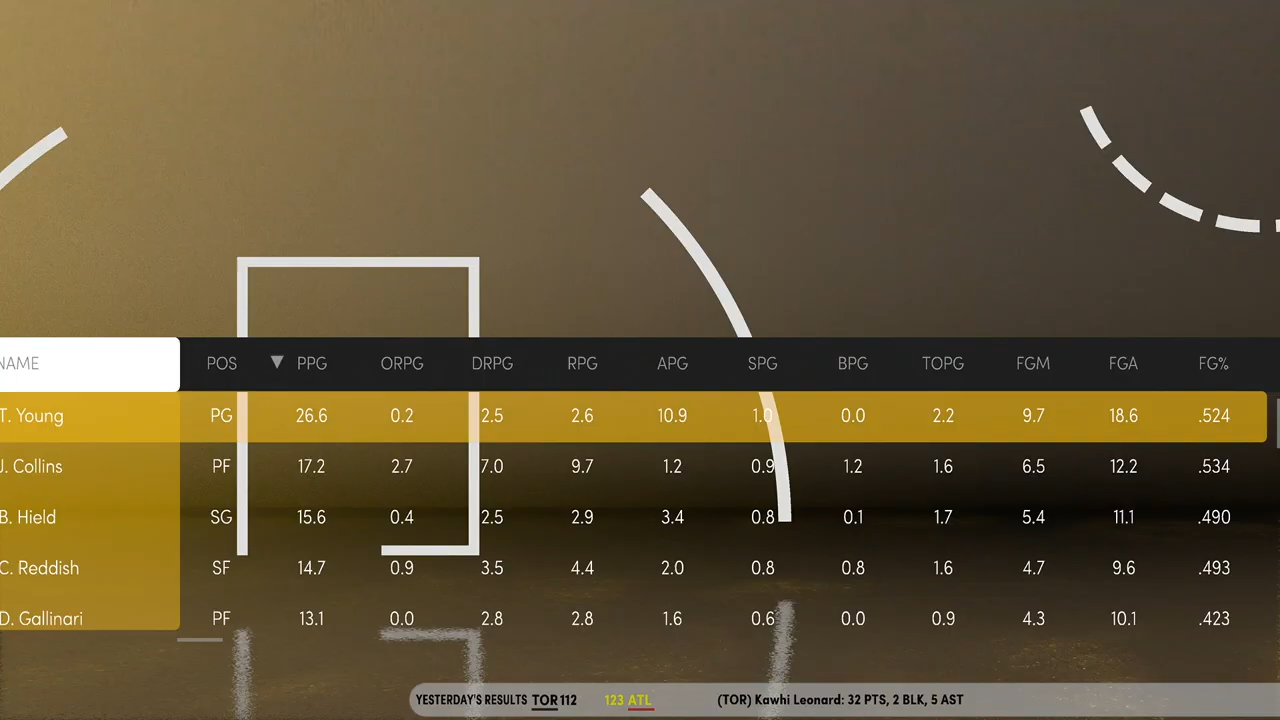 NAME POS ▼ PPG ORPG DRPG RPG APG SPG BPG TOPG FGM FGA FG%
T. Young PG 26.6 0.2 2.5 2.6 10.9 1.0 0.0 2.2 9.7 18.6 .524
J. Collins PF 17.2 2.7 7.0 9.7 1.2 0.9 1.2 1.6 6.5 12.2 .534
B. Hield SG 15.6 0.4 2.5 2.9 3.4 0.8 0.1 1.7 5.4 11.1 .490
C. Reddish SF 14.7 0.9 3.5 4.4 2.0 0.8 0.8 1.6 4.7 9.6 .493
D. Gallinari PF 13.1 0.0 2.8 2.8 1.6 0.6 0.0 0.9 4.3 10.1 .423
YESTERDAY'S RESULTS TOR 112 123 ATL (TOR) Kawhi Leonard: 32 PTS, 2 BLK, 5 AST